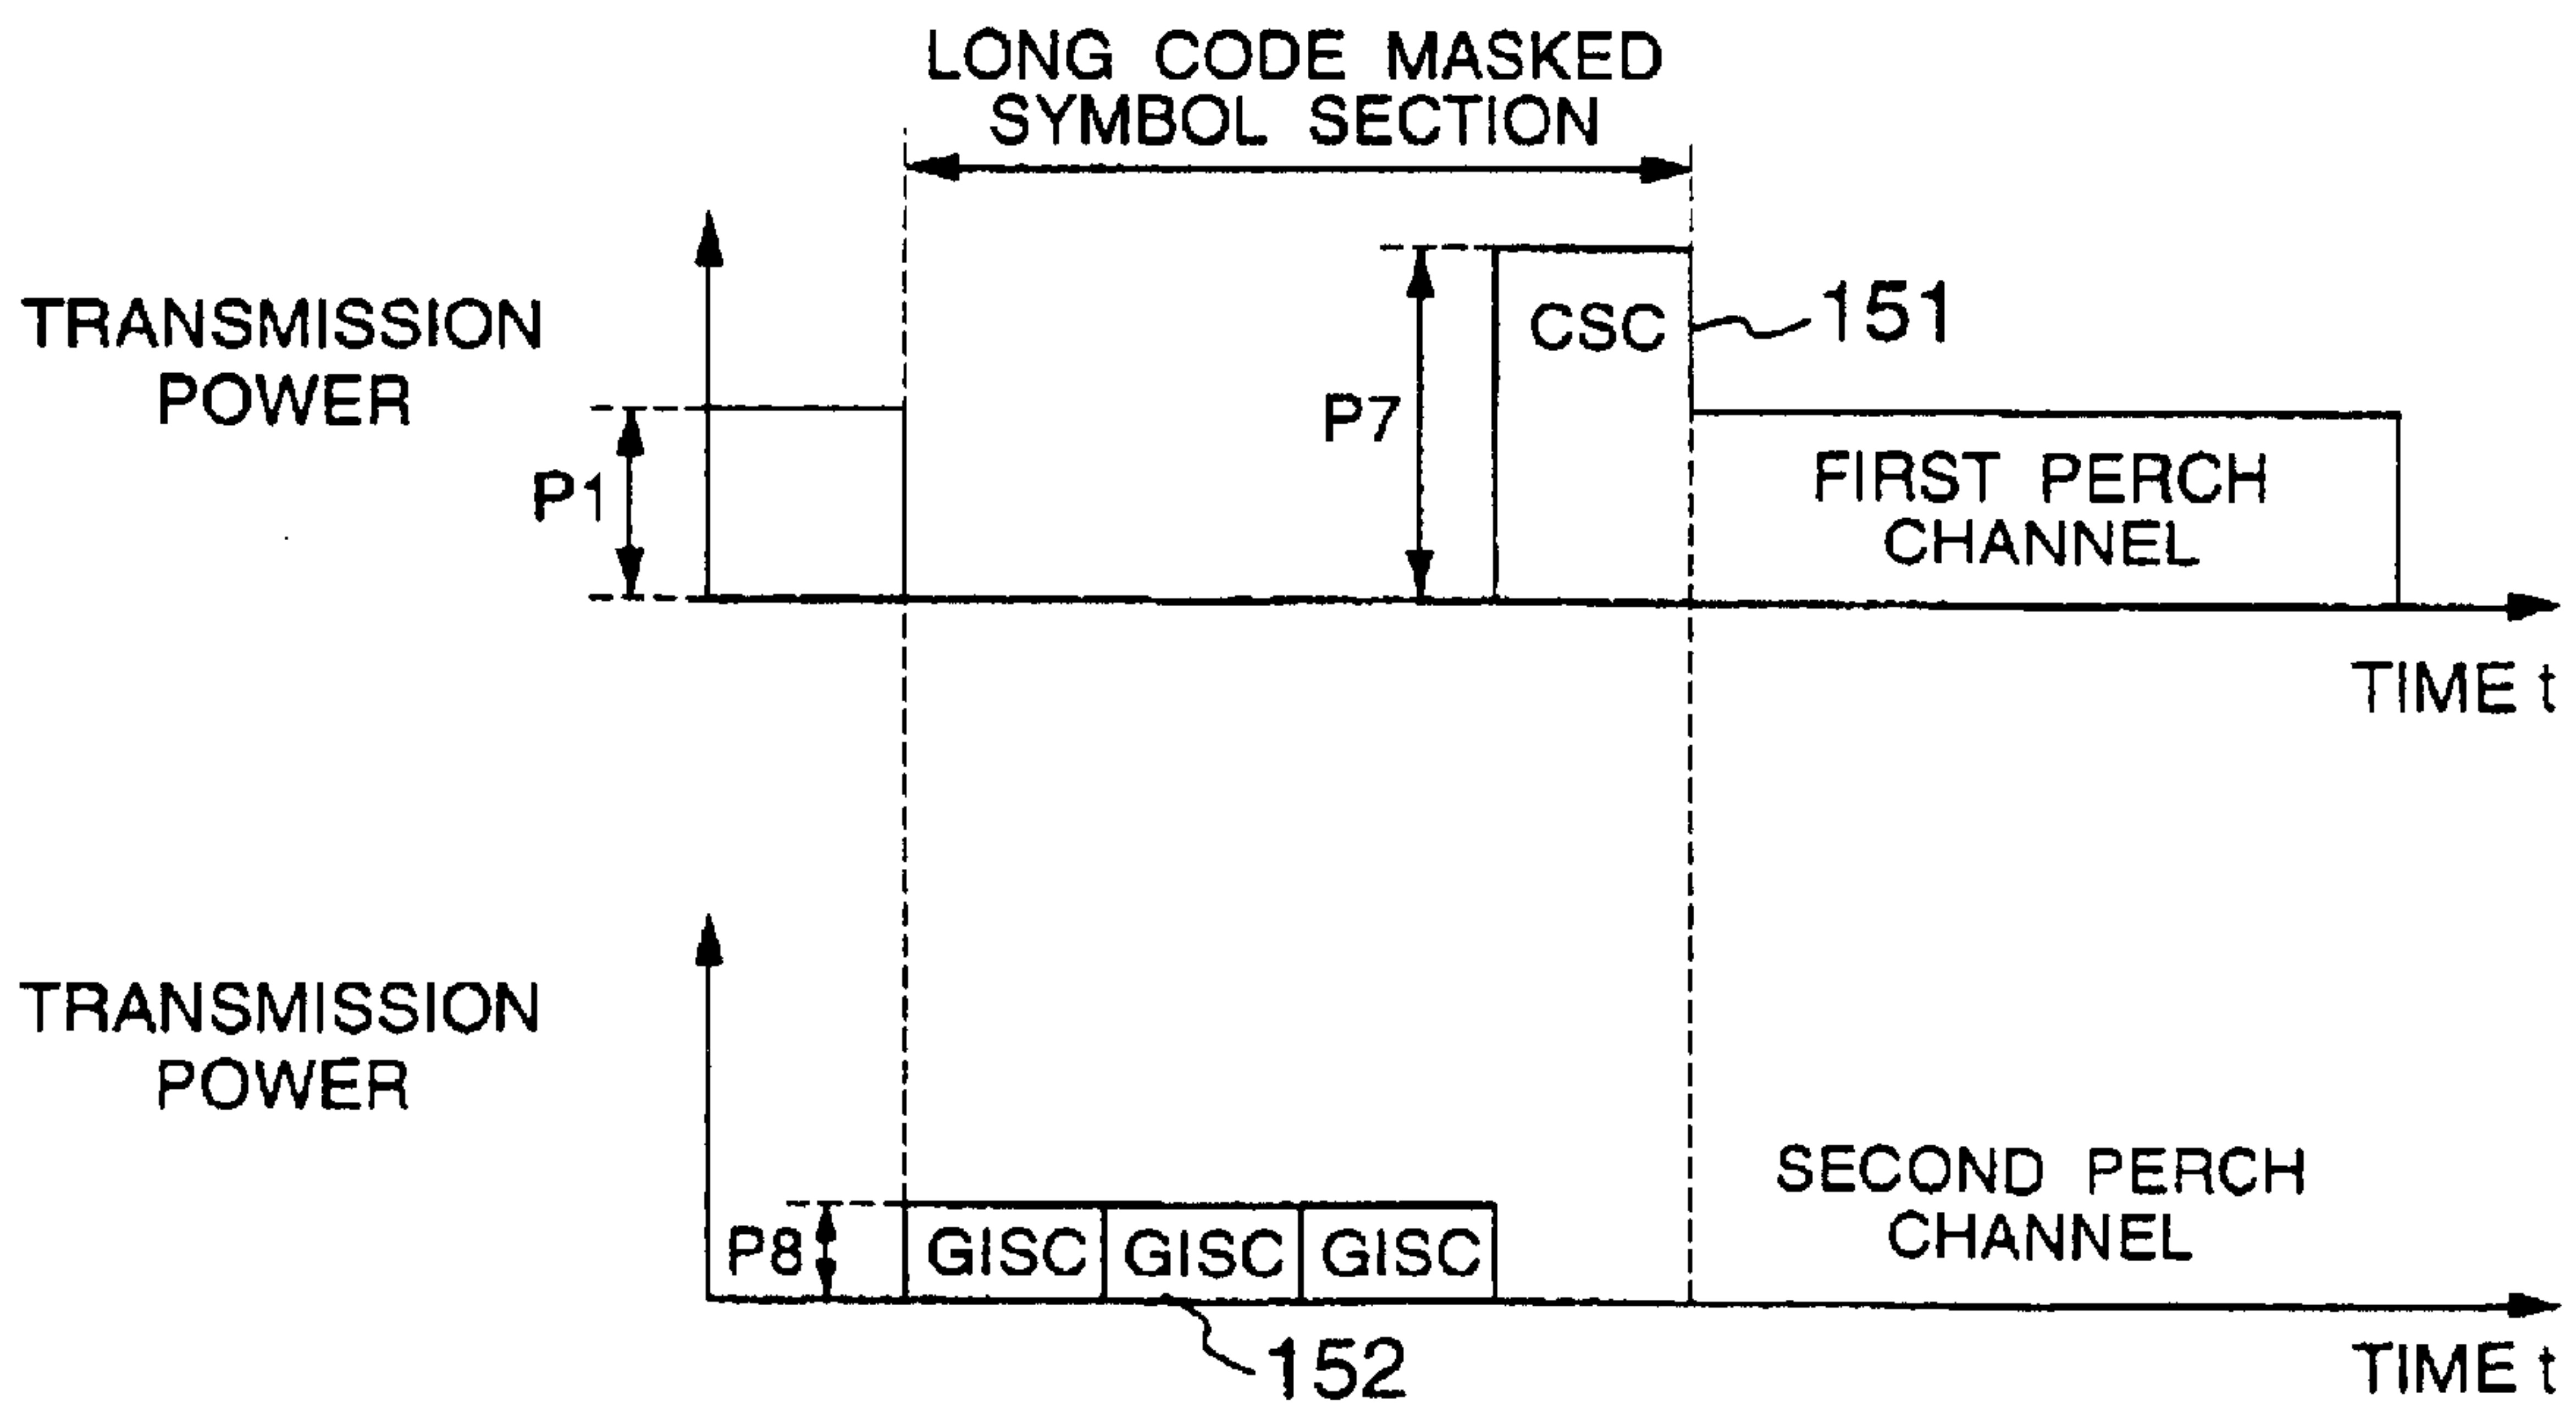 LONG CODE MASKED
SYMBOL SECTION
TRANSMISSION
POWER
P1
P7
CSC
151
FIRST PERCH
CHANNEL
TIME t
TRANSMISSION
POWER
P8
GISC GISC GISC
152
SECOND PERCH
CHANNEL
TIME t